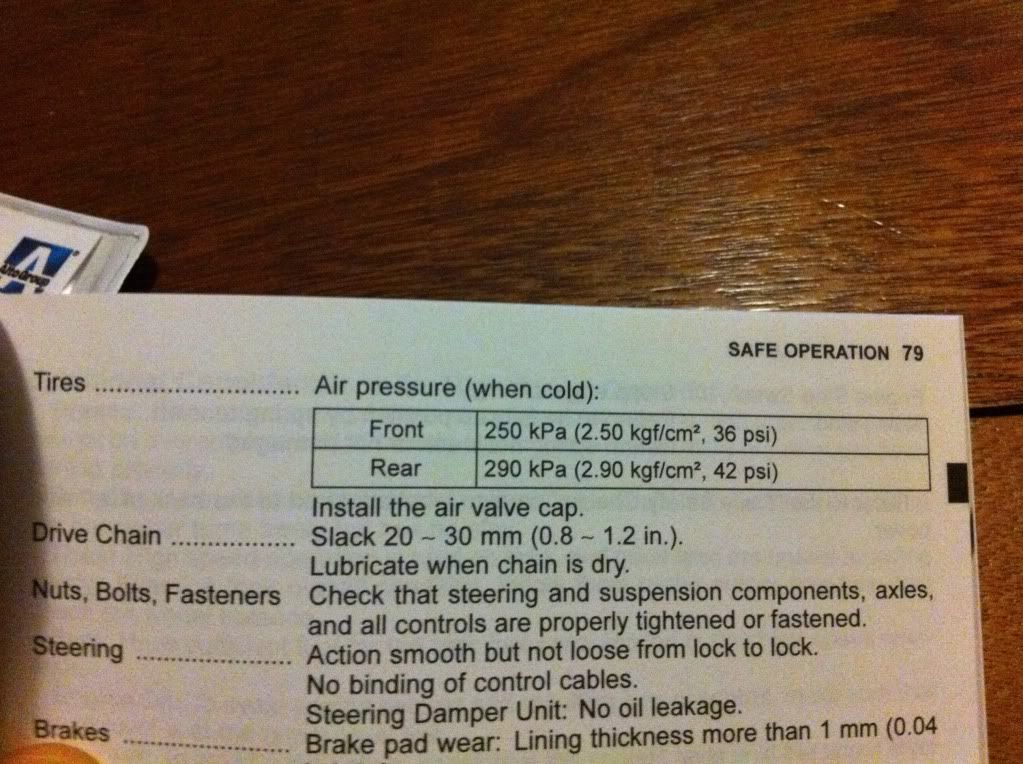 SAFE OPERATION 79
Tires ............................ Air pressure (when cold):
Front 250 kPa (2.50 kgf/cm², 36 psi)
Rear 290 kPa (2.90 kgf/cm², 42 psi)
Install the air valve cap.
Drive Chain ................. Slack 20 ~ 30 mm (0.8 ~ 1.2 in.).
Lubricate when chain is dry.
Nuts, Bolts, Fasteners Check that steering and suspension components, axles,
and all controls are properly tightened or fastened.
Steering ..................... Action smooth but not loose from lock to lock.
No binding of control cables.
Steering Damper Unit: No oil leakage.
Brakes ...................... Brake pad wear: Lining thickness more than 1 mm (0.04
A
AutoGroup